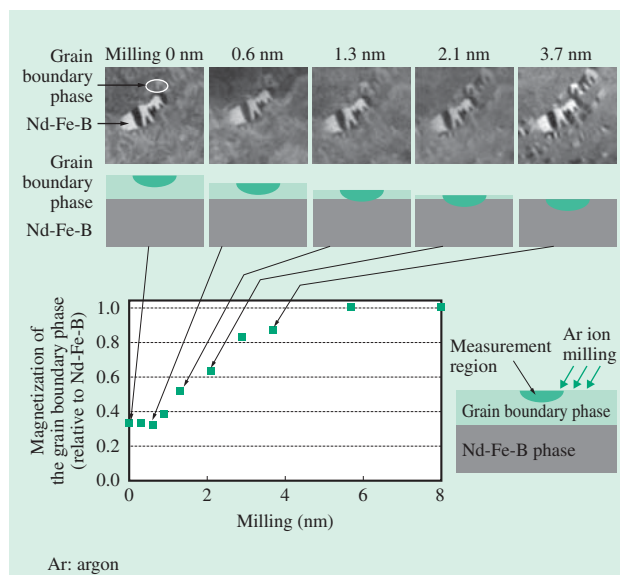 Grain
boundary
phase
Milling 0 nm
0.6 nm
1.3 nm
2.1 nm
3.7 nm
Nd-Fe-B
Grain
boundary
phase
Nd-Fe-B
Magnetization of
the grain boundary phase
(relative to Nd-Fe-B)
1.0
0.8
0.6
0.4
0.2
0.0
0
2
4
6
8
Milling (nm)
Measurement
region
Ar ion
milling
Grain boundary phase
Nd-Fe-B phase
Ar: argon